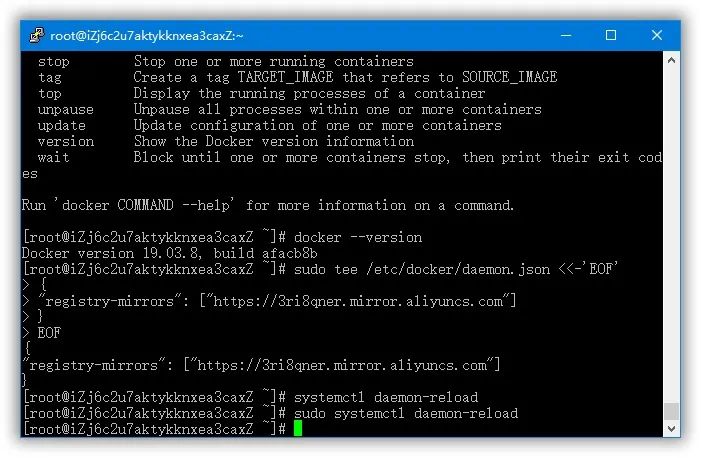 root@iZj6c2u7aktykknxea3caxZ:~
stop Stop one or more running containers
tag Create a tag TARGET_IMAGE that refers to SOURCE_IMAGE
top Display the running processes of a container
unpause Unpause all processes within one or more containers
update Update configuration of one or more containers
version Show the Docker version information
wait Block until one or more containers stop, then print their exit cod
es
Run 'docker COMMAND --help' for more information on a command.
[root@iZj6c2u7aktykknxea3caxZ ~]# docker --version
Docker version 19.03.8, build afacb8b
[root@iZj6c2u7aktykknxea3caxZ ~]# sudo tee /etc/docker/daemon.json <<-'EOF'
> {
> "registry-mirrors": ["https://3ri8qner.mirror.aliyuncs.com"]
> }
> EOF
{
"registry-mirrors": ["https://3ri8qner.mirror.aliyuncs.com"]
}
[root@iZj6c2u7aktykknxea3caxZ ~]# systemctl daemon-reload
[root@iZj6c2u7aktykknxea3caxZ ~]# sudo systemctl daemon-reload
[root@iZj6c2u7aktykknxea3caxZ ~]#